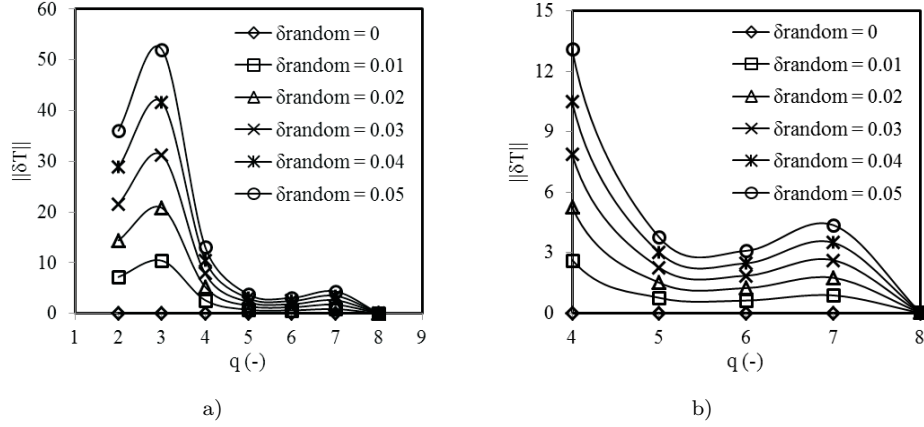 60
50
40
30
20
10
0
1 2 3 4 5 6 7 8 9
||δT||
q (-)
δrandom = 0
δrandom = 0.01
δrandom = 0.02
δrandom = 0.03
δrandom = 0.04
δrandom = 0.05
a)
15
12
9
6
3
0
4 5 6 7 8
||δT||
q (-)
δrandom = 0
δrandom = 0.01
δrandom = 0.02
δrandom = 0.03
δrandom = 0.04
δrandom = 0.05
b)